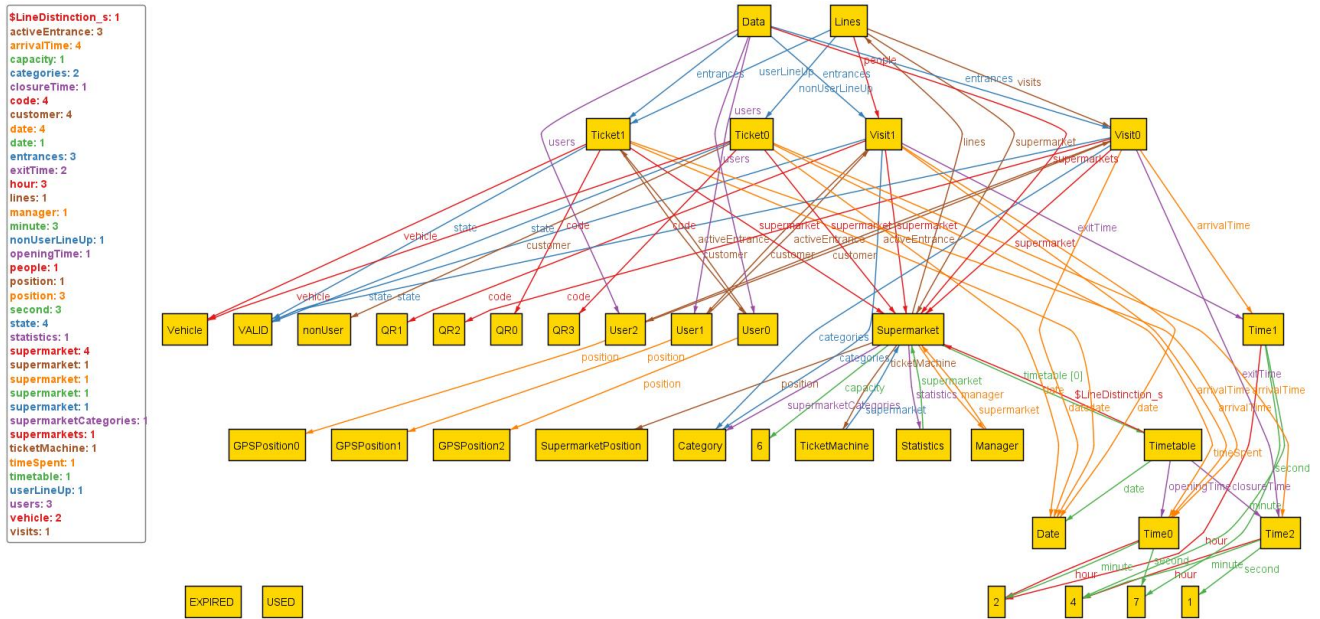 $LineDistinction_s: 1
activeEntrance: 3
arrivalTime: 4
capacity: 1
categories: 2
closureTime: 1
code: 4
customer: 4
date: 4
date: 1
entrances: 3
exitTime: 2
hour: 3
lines: 1
manager: 1
minute: 3
nonUserLineUp: 1
openingTime: 1
people: 1
position: 1
position: 3
second: 3
state: 4
statistics: 1
supermarket: 4
supermarket: 1
supermarket: 1
supermarket: 1
supermarket: 1
supermarketCategories: 1
supermarkets: 1
ticketMachine: 1
timeSpent: 1
timetable: 1
userLineUp: 1
users: 3
vehicle: 2
visits: 1
Data Lines
people
entrances userLineUp entrances entrances visits
nonUserLineUp
users
Ticket1 Ticket0 Visit1 Visit0
users lines supermarket
users supermarkets
vehicle state state code supermarket supermarket supermarket exitTime arrivalTime
customer activeEntrance activeEntrance activeEntrance supermarket
customer customer customer
vehicle state state code code
Vehicle VALID nonUser QR1 QR2 QR0 QR3 User2 User1 User0 Supermarket Time1
categories
position position categories ticketMachine timetable [0] exitTime
position position capacity supermarket date arrivalTime arrivalTime
supermarketCategories supermarket statistics manager supermarket $LineDistinction_s date date date arrivalTime
GPSPosition0 GPSPosition1 GPSPosition2 SupermarketPosition Category 6 TicketMachine Statistics Manager Timetable
timeSpent
second
date openingTime closureTime
minute
Date Time0 Time2
hour
minute second minute second
hour hour
EXPIRED USED 2 4 7 1